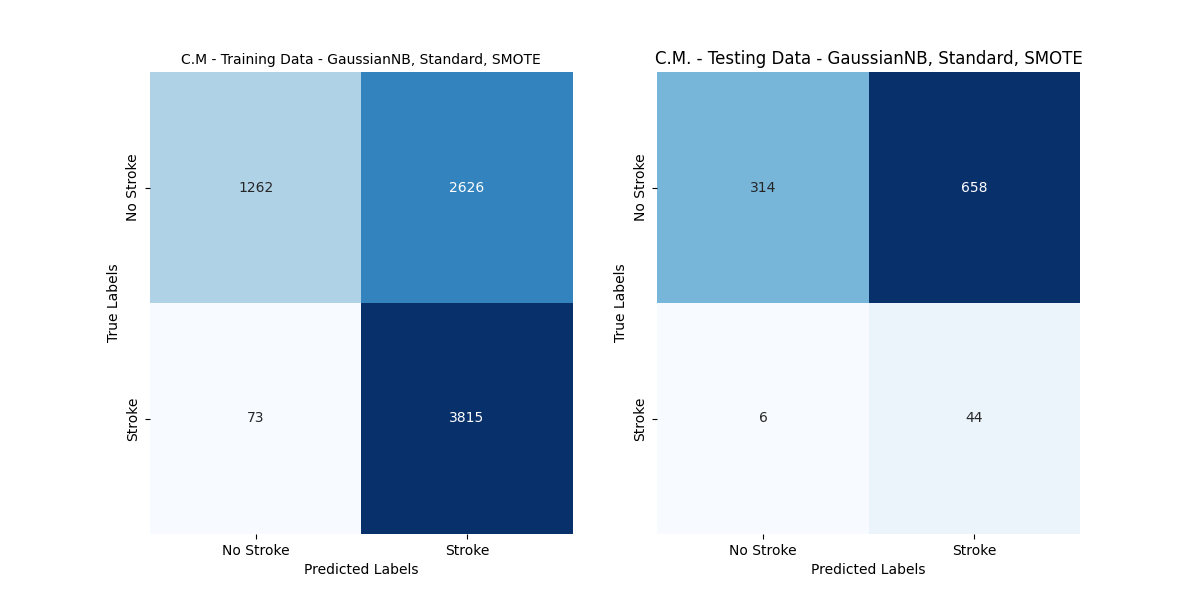 C.M - Training Data - GaussianNB, Standard, SMOTE
True Labels
No Stroke
Stroke
1262
2626
73
3815
No Stroke
Stroke
Predicted Labels
C.M. - Testing Data - GaussianNB, Standard, SMOTE
True Labels
No Stroke
Stroke
314
658
6
44
No Stroke
Stroke
Predicted Labels